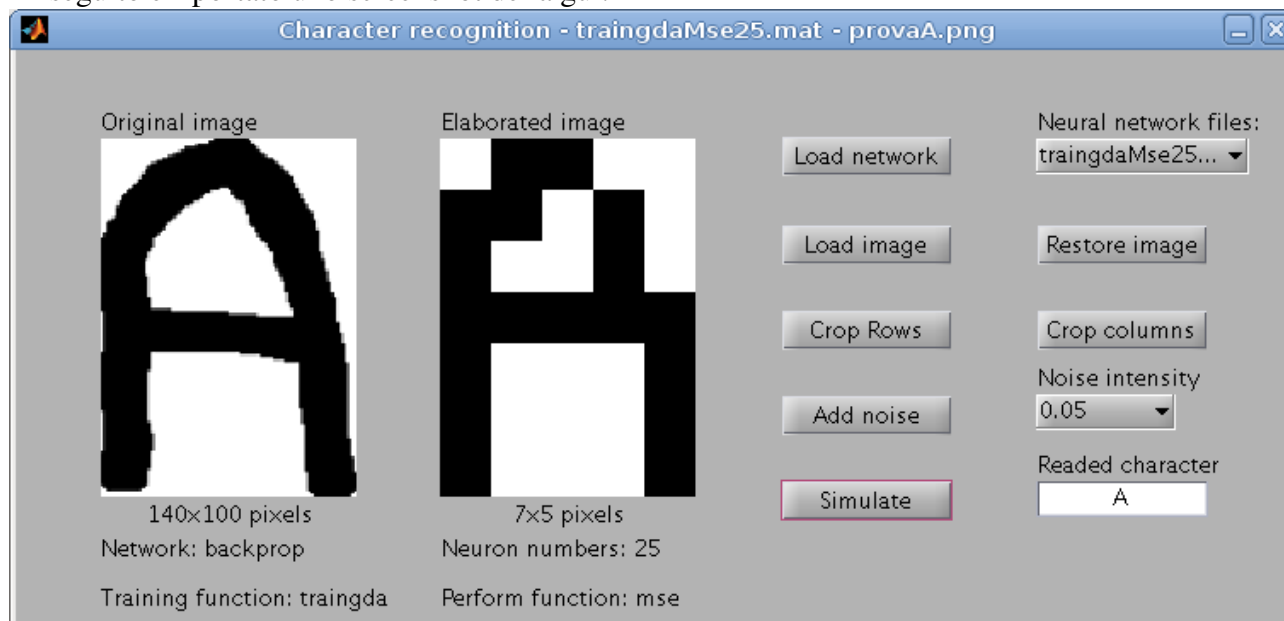 Character recognition - traingdaMse25.mat - provaA.png
Original image
Elaborated image
Neural network files:
Load network
traingdaMse25...
Load image
Restore image
Crop Rows
Crop columns
Noise intensity
Add noise
0.05
Readed character
Simulate
A
140x100 pixels
7x5 pixels
Network: backprop
Neuron numbers: 25
Training function: traingda
Perform function: mse